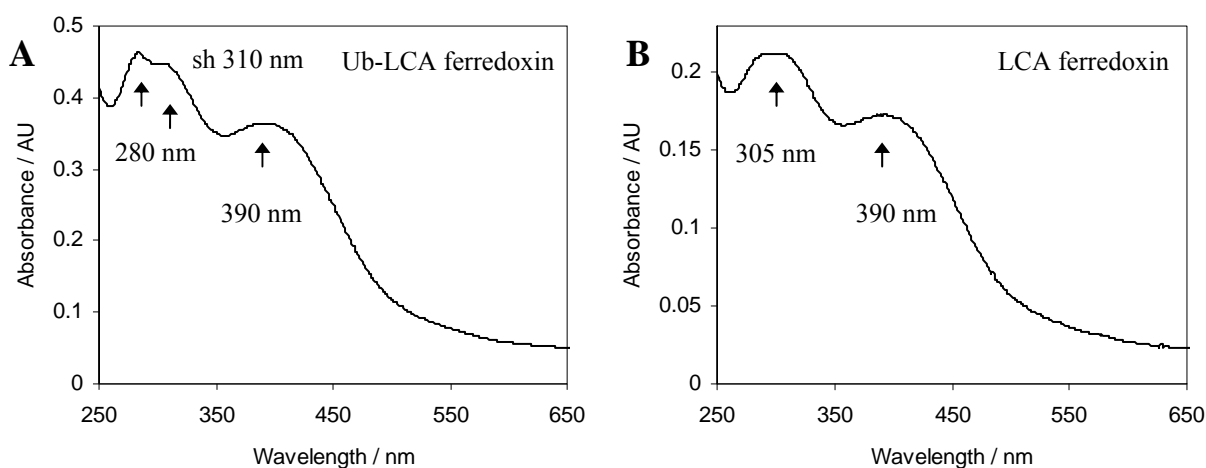 A
Absorbance / AU
0.5
0.4
0.3
0.2
0.1
0
sh 310 nm
Ub-LCA ferredoxin
280 nm
390 nm
250 350 450 550 650
Wavelength / nm
B
Absorbance / AU
0.2
0.15
0.1
0.05
0
LCA ferredoxin
305 nm
390 nm
250 350 450 550 650
Wavelength / nm